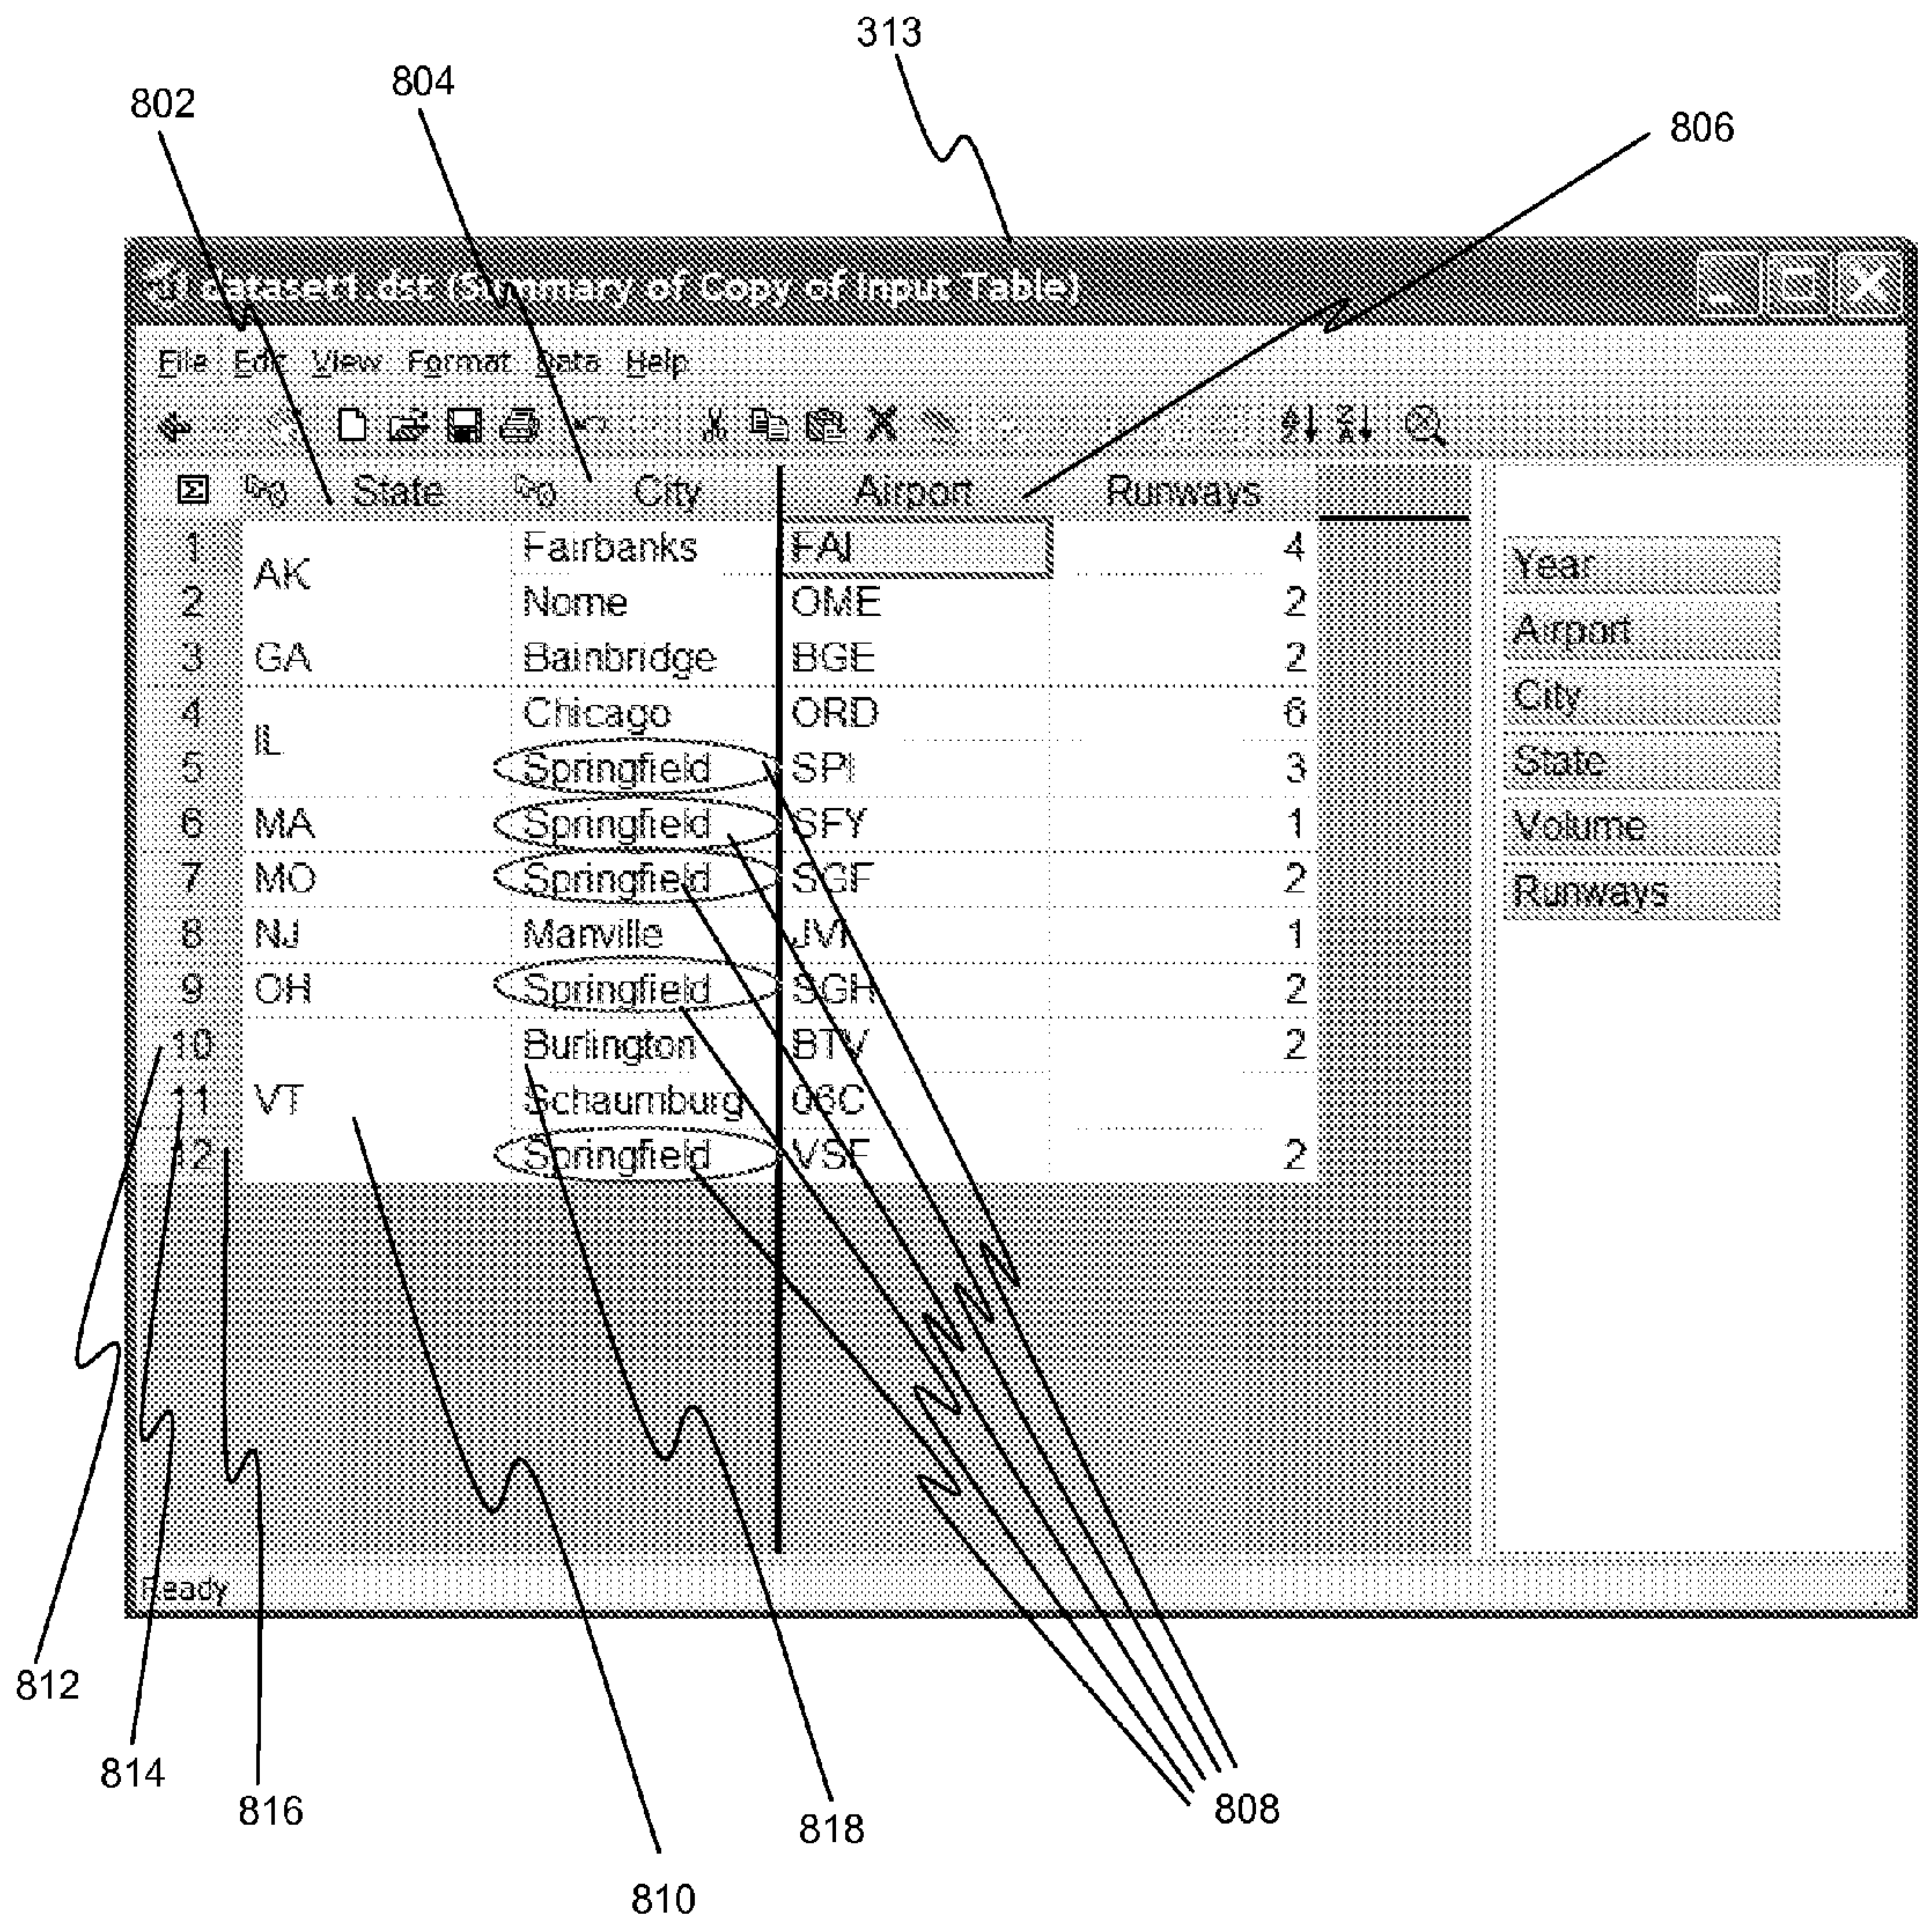 313
804
802
806
dataset1.dst (Summary of Copy of Input Table)
File Edit View Format Data Help
Σ State City Airport Runways
1 AK Fairbanks FAI 4
2 Nome OME 2
3 GA Bainbridge BGE 2
4 IL Chicago ORD 6
5 Springfield SPI 3
6 MA Springfield SFY 1
7 MO Springfield SGF 2
8 NJ Manville JVI 1
9 OH Springfield SGH 2
10 Burlington BTV 2
11 VT Schaumburg 06C
12 Springfield VSF 2
Year
Airport
City
State
Volume
Runways
Ready
812
814
816
818
808
810